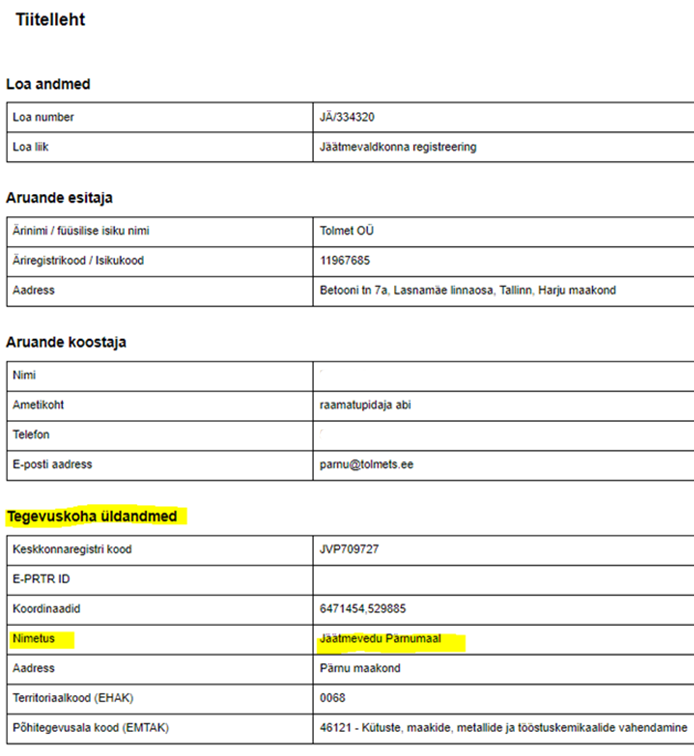 Tiitelleht
Loa andmed
Loa number JÄ/334320
Loa liik Jäätmevaldkonna registreering
Aruande esitaja
Ärinimi / füüsilise isiku nimi Tolmet OÜ
Äriregistrikood / Isikukood 11967685
Aadress Betooni tn 7a, Lasnamäe linnaosa, Tallinn, Harju maakond
Aruande koostaja
Nimi
Ametikoht raamatupidaja abi
Telefon
E-posti aadress parnu@tolmets.ee
Tegevuskoha üldandmed
Keskkonnaregistri kood JVP709727
E-PRTR ID
Koordinaadid 6471454,529885
Nimetus Jäätmevedu Pärnumaal
Aadress Pärnu maakond
Territoriaalkood (EHAK) 0068
Põhitegevusala kood (EMTAK) 46121 - Kütuste, maakide, metallide ja tööstuskemikaalide vahendamine